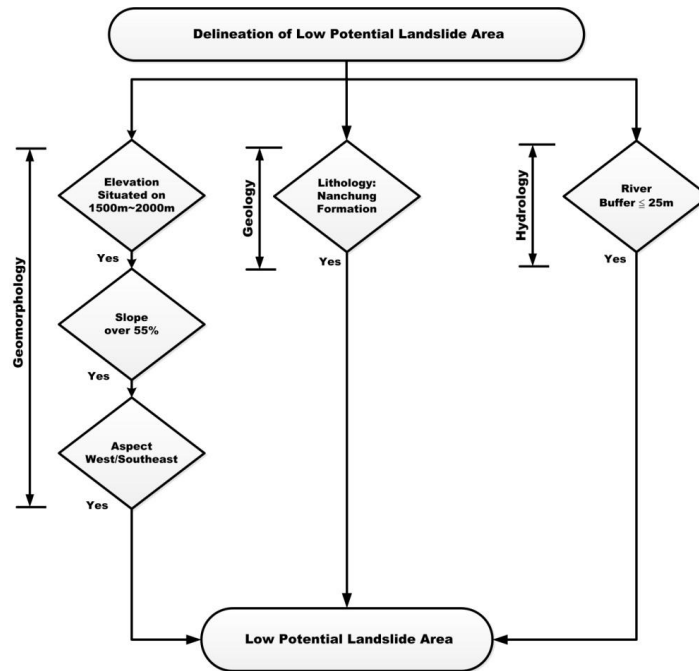 Delineation of Low Potential Landslide Area
Geomorphology
Elevation
Situated on
1500m~2000m
Yes
Slope
over 55%
Yes
Aspect
West/Southeast
Yes
Geology
Lithology:
Nanchung
Formation
Yes
Hydrology
River
Buffer ≦ 25m
Yes
Low Potential Landslide Area